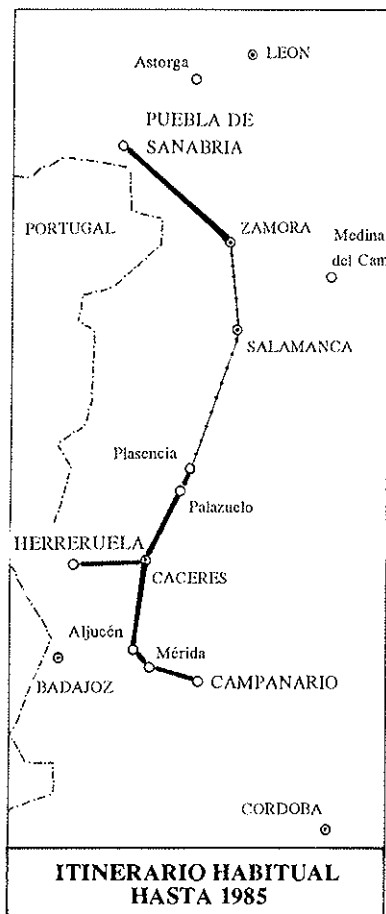 LEON
Astorga
PUEBLA DE
SANABRIA
PORTUGAL
ZAMORA
Medina
del Cam
SALAMANCA
Plasencia
Palazuelo
HERRERUELA
CACERES
Aljucén
Mérida
BADAJOZ
CAMPANARIO
CORDOBA
ITINERARIO HABITUAL
HASTA 1985